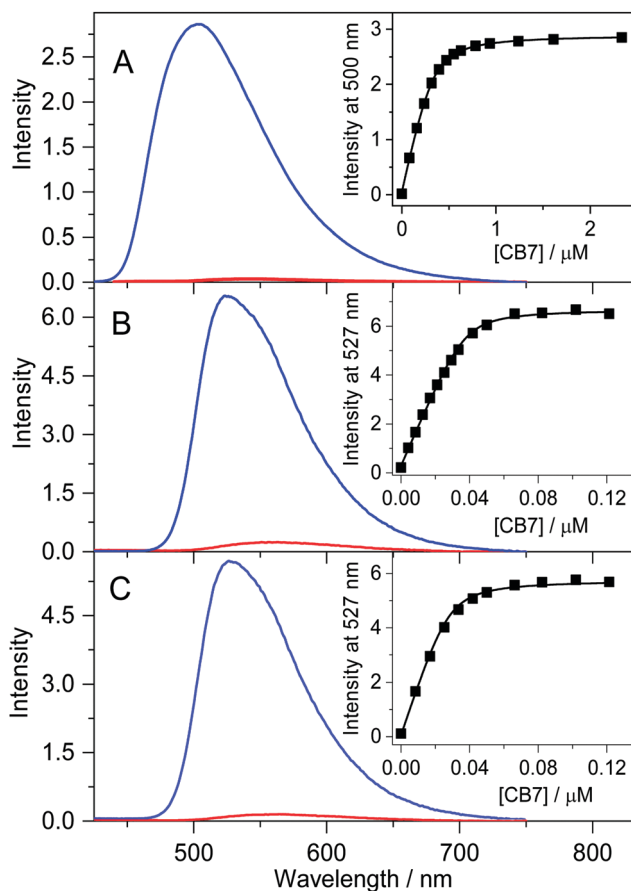 A
Intensity
2.5
2.0
1.5
1.0
0.5
0.0
Intensity at 500 nm
3
2
1
0
0 1 2
[CB7] / μM
B
Intensity
6.0
4.5
3.0
1.5
0.0
Intensity at 527 nm
6
4
2
0
0.00 0.04 0.08 0.12
[CB7] / μM
C
Intensity
4.5
3.0
1.5
0.0
Intensity at 527 nm
6
4
2
0
0.00 0.04 0.08 0.12
[CB7] / μM
500 600 700 800
Wavelength / nm